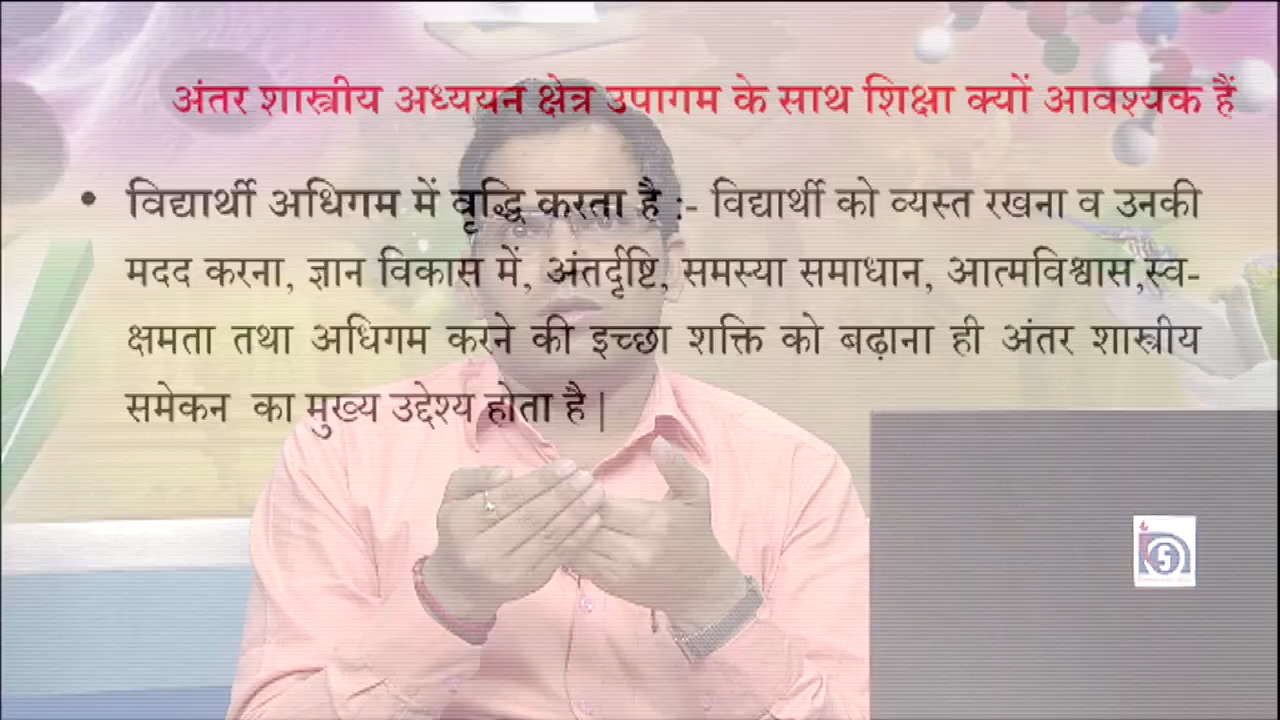 अंतर शास्त्रीय अध्ययन क्षेत्र उपागम के साथ शिक्षा क्यों आवश्यक हैं
• विद्यार्थी अधिगम में वृद्धि करता है :- विद्यार्थी को व्यस्त रखना व उनकी
मदद करना, ज्ञान विकास में, अंतर्दृष्टि, समस्या समाधान, आत्मविश्वास,स्व-
क्षमता तथा अधिगम करने की इच्छा शक्ति को बढ़ाना ही अंतर शास्त्रीय
समेकन का मुख्य उद्देश्य होता है |
5